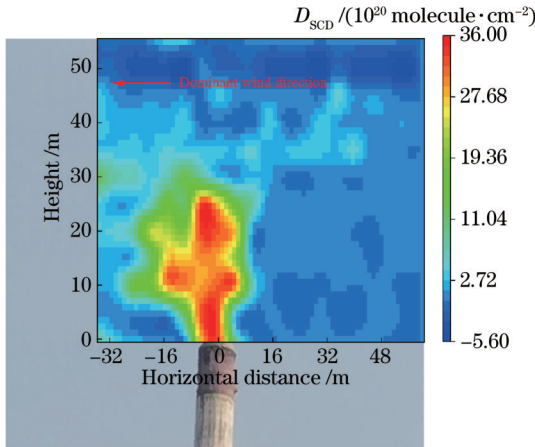 D_SCD /(10^20 molecule·cm^−2)
36.00
27.68
19.36
11.04
2.72
−5.60
Dominant wind direction
Height /m
50
40
30
20
10
0
−32 −16 0 16 32 48
Horizontal distance /m